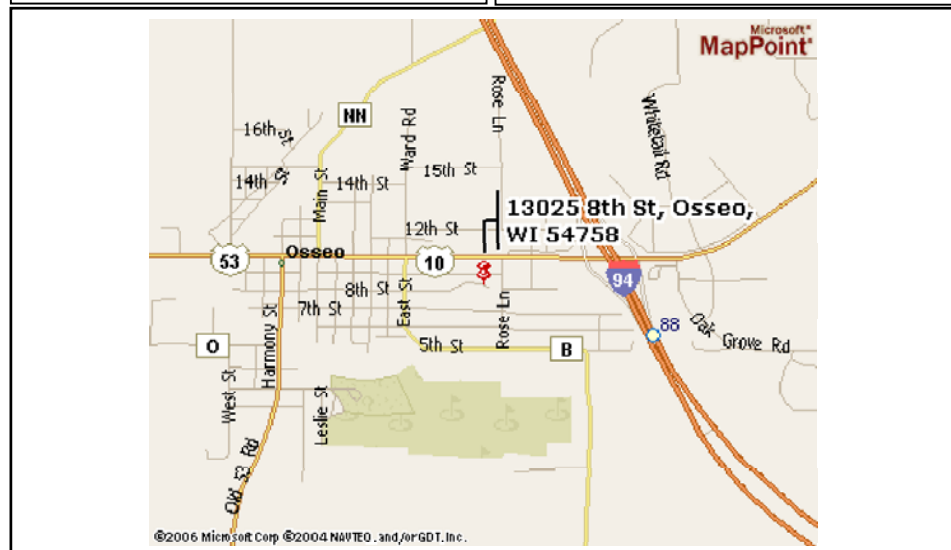 Microsoft®
MapPoint®
NN
Rose Ln
Ward Rd
Whitetail Rd
16th St
St
15th St
14th
14th St
Main St
13025 8th St, Osseo,
WI 54758
12th St
Osseo
53
10
94
8th St
7th St
East St
Rose Ln
88
Oak Grove Rd
Harmony St
O
5th St
B
West St
Leslie St
Old 53 Rd
©2006 Microsoft Corp ©2004 NAVTEQ, and/or GDT, Inc.